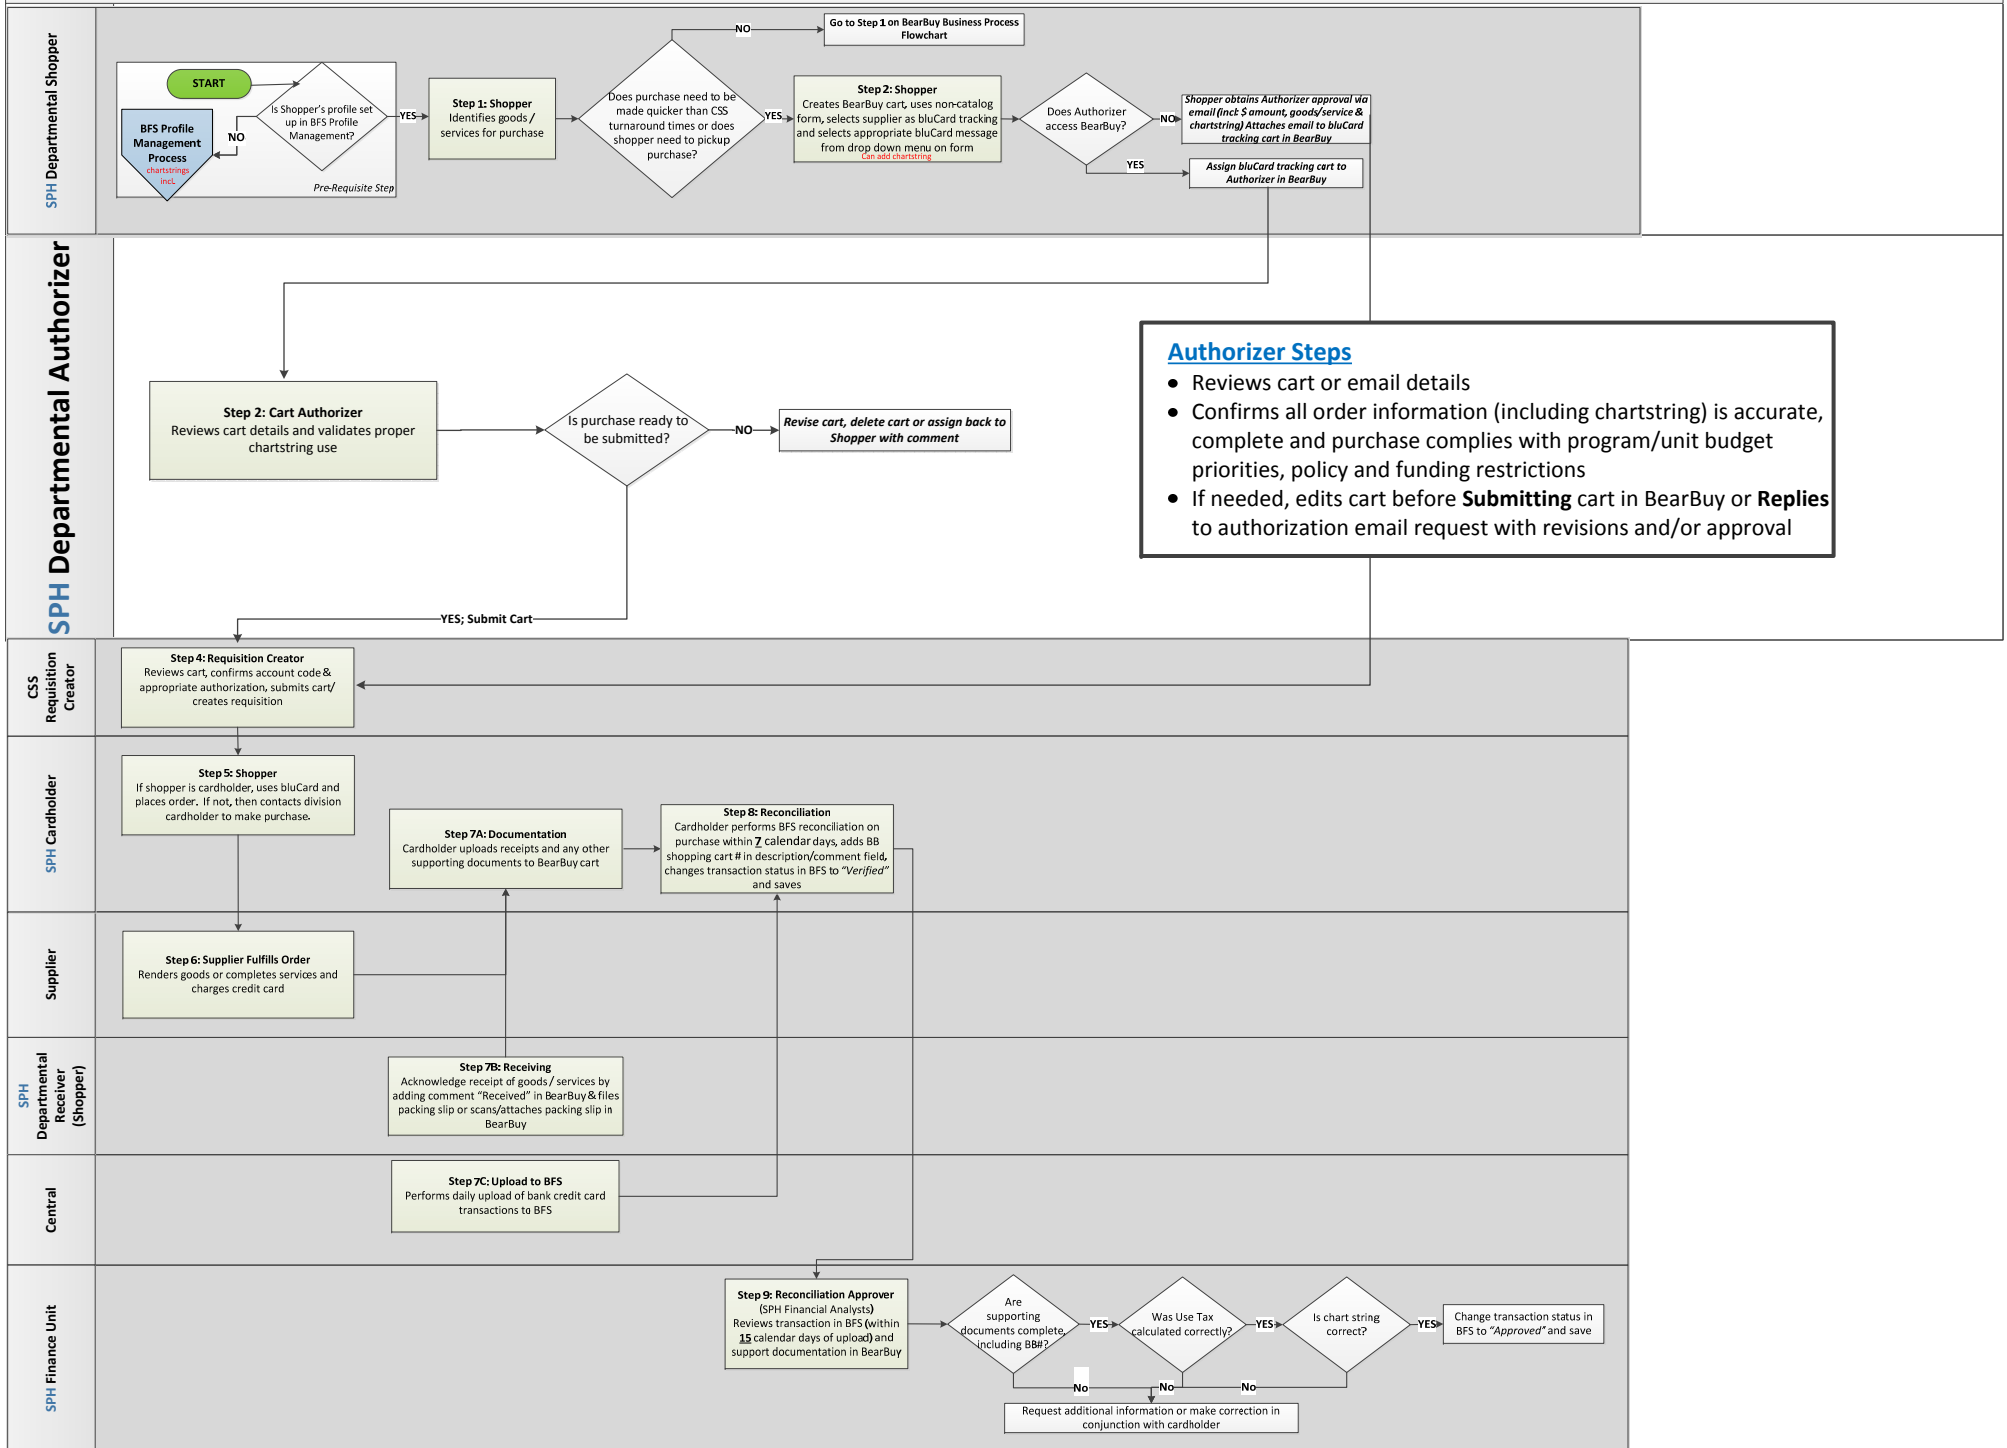 SPH Departmental Shopper
START
Is Shopper's profile set
up in BFS Profile
Management?
NO
YES
BFS Profile
Management
Process
chartstrings
incl.
Pre-Requisite Step
Step 1: Shopper
Identifies goods /
services for purchase
Does purchase need to be
made quicker than CSS
turnaround times or does
shopper need to pickup
purchase?
NO
Go to Step 1 on BearBuy Business Process
Flowchart
YES
Step 2: Shopper
Creates BearBuy cart, uses non-catalog
form, selects supplier as bluCard tracking
and selects appropriate bluCard message
from drop down menu on form
Can add chartstring
Does Authorizer
access BearBuy?
NO
Shopper obtains Authorizer approval via
email (incl: $ amount, goods/service &
chartstring) Attaches email to bluCard
tracking cart in BearBuy
YES
Assign bluCard tracking cart to
Authorizer in BearBuy
SPH Departmental Authorizer
Step 2: Cart Authorizer
Reviews cart details and validates proper
chartstring use
Is purchase ready to
be submitted?
NO
Revise cart, delete cart or assign back to
Shopper with comment
YES; Submit Cart
Authorizer Steps
• Reviews cart or email details
• Confirms all order information (including chartstring) is accurate,
complete and purchase complies with program/unit budget
priorities, policy and funding restrictions
• If needed, edits cart before Submitting cart in BearBuy or Replies
to authorization email request with revisions and/or approval
CSS
Requisition
Creator
Step 4: Requisition Creator
Reviews cart, confirms account code &
appropriate authorization, submits cart/
creates requisition
SPH Cardholder
Step 5: Shopper
If shopper is cardholder, uses bluCard and
places order. If not, then contacts division
cardholder to make purchase.
Step 7A: Documentation
Cardholder uploads receipts and any other
supporting documents to BearBuy cart
Step 8: Reconciliation
Cardholder performs BFS reconciliation on
purchase within 7 calendar days, adds BB
shopping cart # in description/comment field,
changes transaction status in BFS to "Verified"
and saves
Supplier
Step 6: Supplier Fulfills Order
Renders goods or completes services and
charges credit card
SPH
Departmental
Receiver
(Shopper)
Step 7B: Receiving
Acknowledge receipt of goods / services by
adding comment "Received" in BearBuy & files
packing slip or scans/attaches packing slip in
BearBuy
Central
Step 7C: Upload to BFS
Performs daily upload of bank credit card
transactions to BFS
SPH Finance Unit
Step 9: Reconciliation Approver
(SPH Financial Analysts)
Reviews transaction in BFS (within
15 calendar days of upload) and
support documentation in BearBuy
Are
supporting
documents complete,
including BB#?
YES
Was Use Tax
calculated correctly?
YES
Is chart string
correct?
YES
Change transaction status in
BFS to "Approved" and save
No
No
No
Request additional information or make correction in
conjunction with cardholder